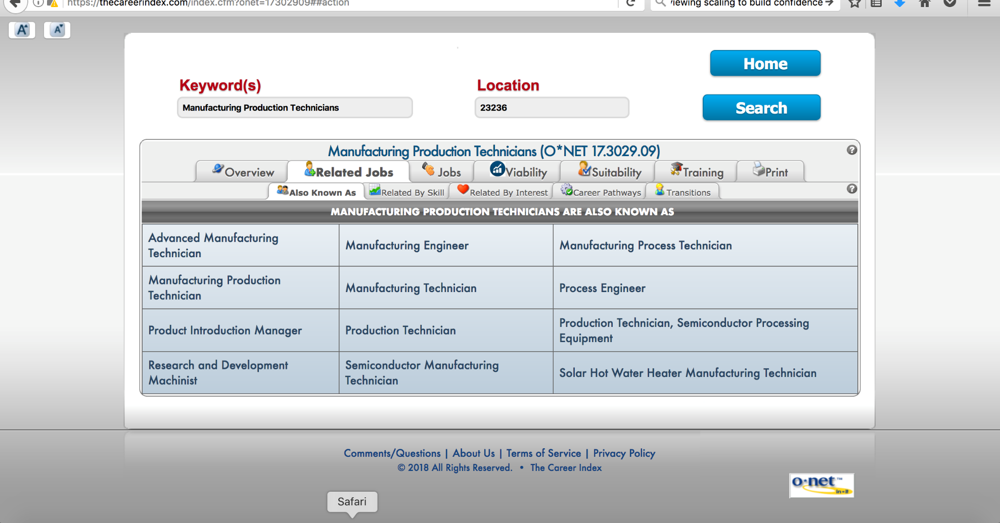 https://thecareerindex.com/index.cfm?onet=17302909##action
viewing scaling to build confidence
A A
Home
Keyword(s) Location
Manufacturing Production Technicians 23236 Search
Manufacturing Production Technicians (O*NET 17.3029.09)
Overview Related Jobs Jobs Viability Suitability Training Print
Also Known As Related By Skill Related By Interest Career Pathways Transitions
MANUFACTURING PRODUCTION TECHNICIANS ARE ALSO KNOWN AS
Advanced Manufacturing
Technician
Manufacturing Engineer
Manufacturing Process Technician
Manufacturing Production
Technician
Manufacturing Technician
Process Engineer
Product Introduction Manager
Production Technician
Production Technician, Semiconductor Processing
Equipment
Research and Development
Machinist
Semiconductor Manufacturing
Technician
Solar Hot Water Heater Manufacturing Technician
Comments/Questions | About Us | Terms of Service | Privacy Policy
© 2018 All Rights Reserved. • The Career Index
o*net™
in-it
Safari